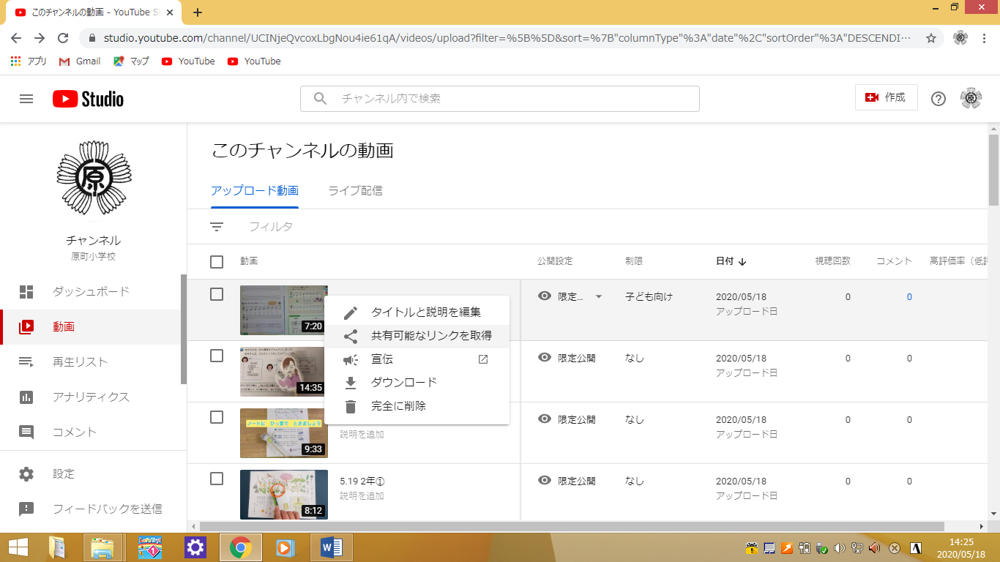 このチャンネルの動画 - YouTube S
studio.youtube.com/channel/UCINjeQvcoxLbgNou4ie61qA/videos/upload?filter=%5B%5D&sort=%7B"columnType"%3A"date"%2C"sortOrder"%3A"DESCENDI...
アプリ Gmail マップ YouTube YouTube
Studio チャンネル内で検索 作成
原
チャンネル
原町小学校
ダッシュボード
動画
再生リスト
アナリティクス
コメント
設定
フィードバックを送信
このチャンネルの動画
アップロード動画 ライブ配信
フィルタ
動画 公開設定 制限 日付 視聴回数 コメント 高評価率（低評
7:20 限定... 子ども向け 2020/05/18 0 0
アップロード日
タイトルと説明を編集
共有可能なリンクを取得
宣伝
ダウンロード
完全に削除
14:35 限定公開 なし 2020/05/18 0 0
アップロード日
ノートに ひっ算で ときましょう
9:33 限定公開 なし 2020/05/18 0 0
説明を追加 アップロード日
8:12 5.19 2年① 限定公開 なし 2020/05/18 0 0
説明を追加 アップロード日
Let's Try! 1
A
14:25
2020/05/18